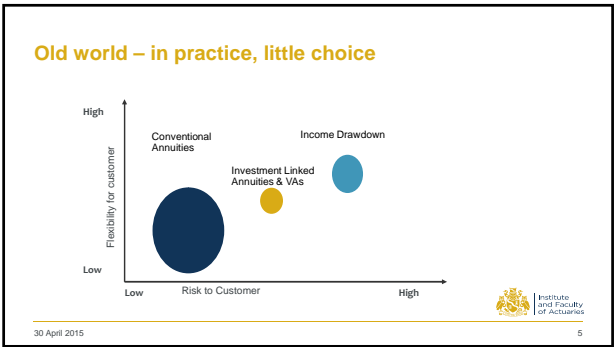 Old world – in practice, little choice
High
Conventional
Annuities
Income Drawdown
Investment Linked
Annuities & VAs
Flexibility for customer
Low
Low
Risk to Customer
High
Institute
and Faculty
of Actuaries
30 April 2015
5